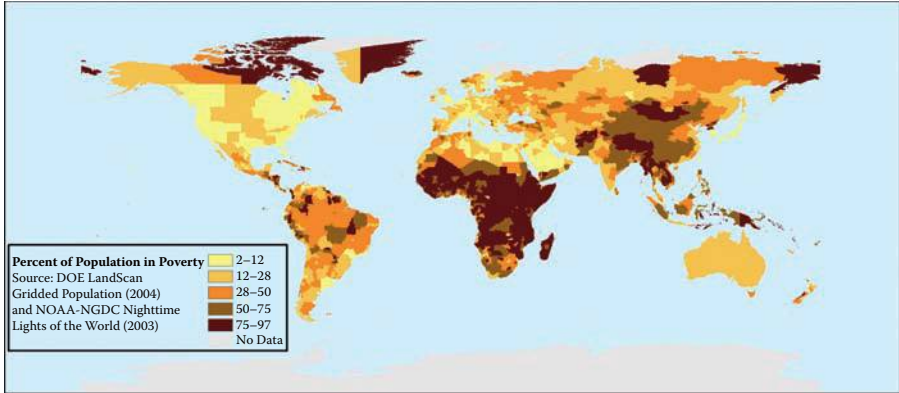 Percent of Population in Poverty
Source: DOE LandScan
Gridded Population (2004)
and NOAA-NGDC Nighttime
Lights of the World (2003)
2–12
12–28
28–50
50–75
75–97
No Data